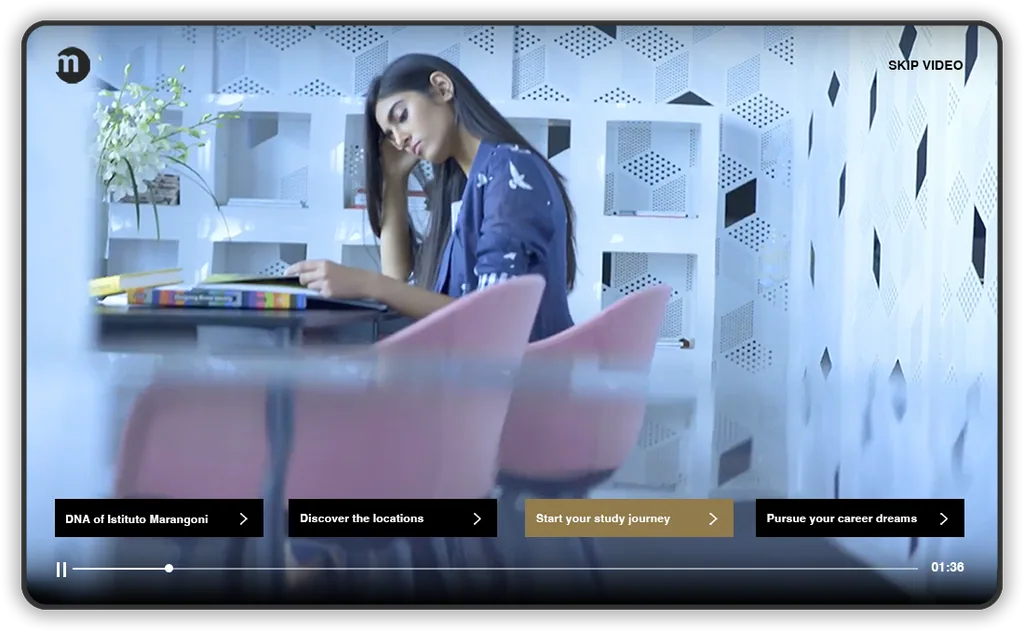 m
SKIP VIDEO
DNA of Istituto Marangoni
Discover the locations
Start your study journey
Pursue your career dreams
01:36